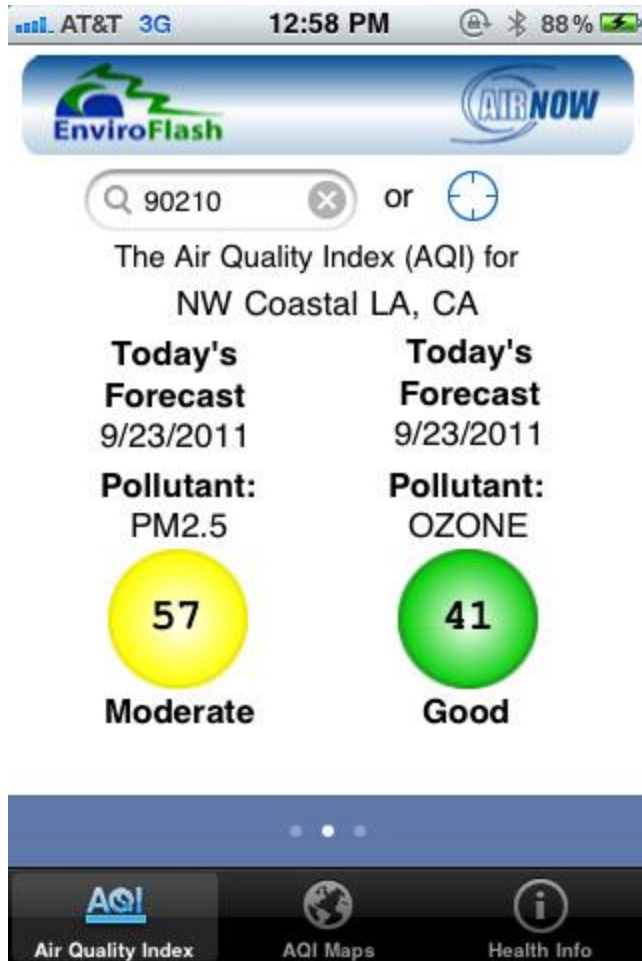 AT&T 3G 12:58 PM 88%
EnviroFlash AIRNOW
90210 or
The Air Quality Index (AQI) for
NW Coastal LA, CA
Today's Today's
Forecast Forecast
9/23/2011 9/23/2011
Pollutant: Pollutant:
PM2.5 OZONE
57 41
Moderate Good
AQI
Air Quality Index AQI Maps Health Info